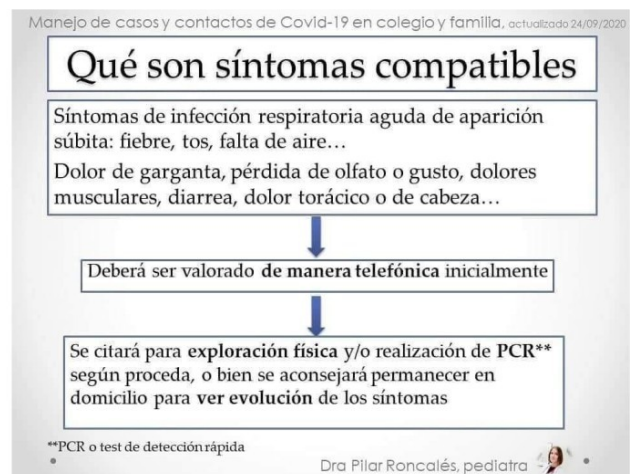 Manejo de casos y contactos de Covid-19 en colegio y familia, actualizado 24/09/2020
Qué son síntomas compatibles
Síntomas de infección respiratoria aguda de aparición
súbita: fiebre, tos, falta de aire…
Dolor de garganta, pérdida de olfato o gusto, dolores
musculares, diarrea, dolor torácico o de cabeza…
Deberá ser valorado de manera telefónica inicialmente
Se citará para exploración física y/o realización de PCR**
según proceda, o bien se aconsejará permanecer en
domicilio para ver evolución de los síntomas
**PCR o test de detección rápida
Dra Pilar Roncalés, pediatra